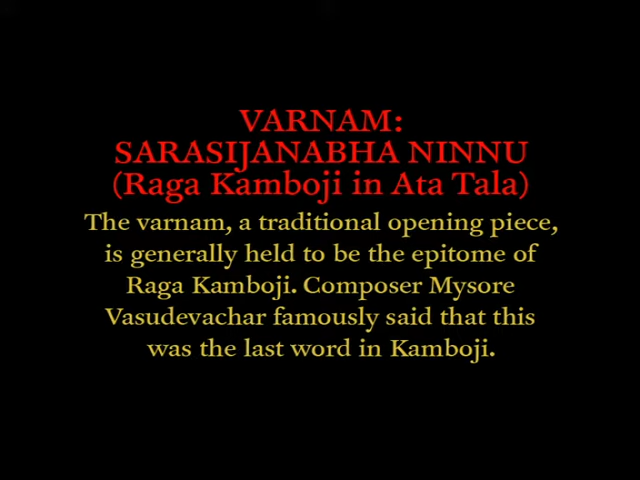 VARNAM:
SARASIJANABHA NINNU
(Raga Kamboji in Ata Tala)
The varnam, a traditional opening piece,
is generally held to be the epitome of
Raga Kamboji. Composer Mysore
Vasudevachar famously said that this
was the last word in Kamboji.